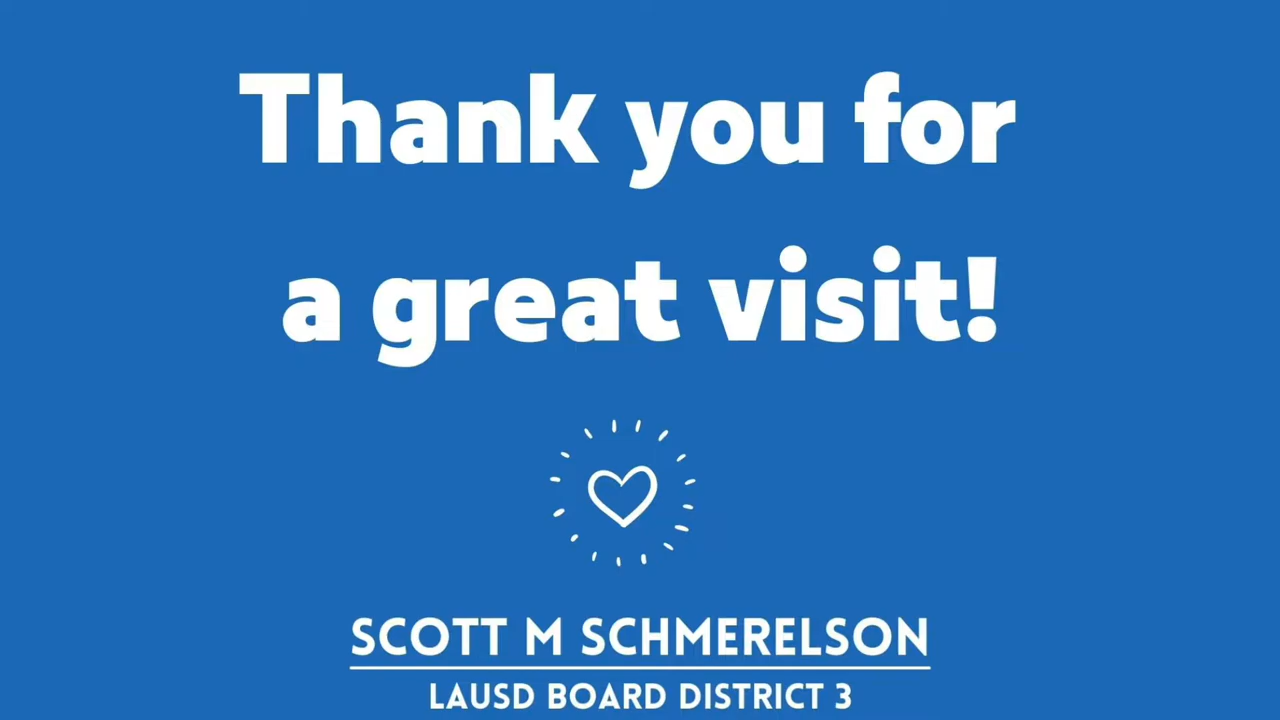 Thank you for
a great visit!
SCOTT M SCHMERELSON
LAUSD BOARD DISTRICT 3